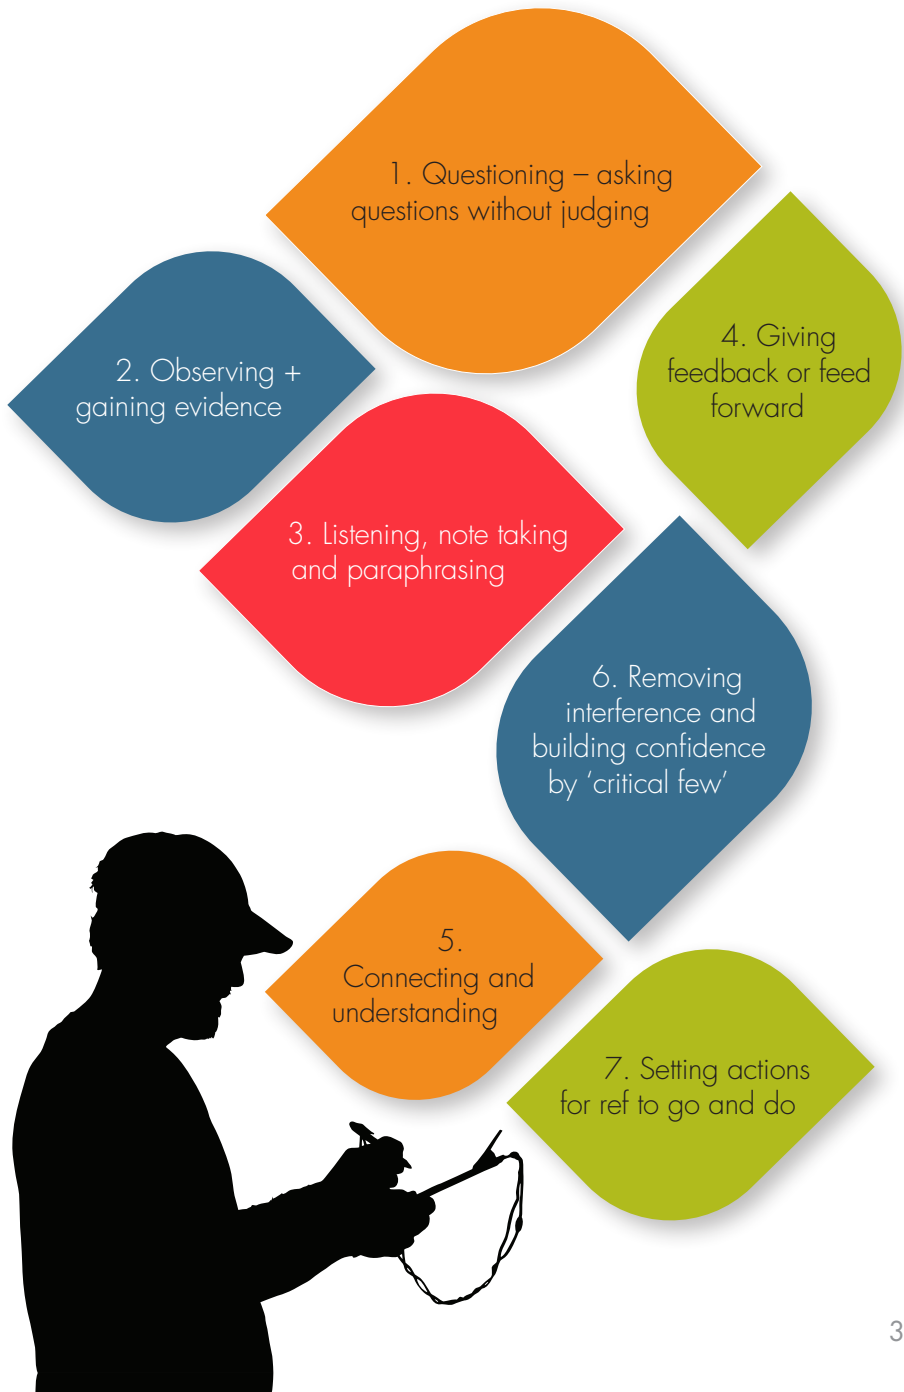 1. Questioning – asking
questions without judging
2. Observing +
gaining evidence
3. Listening, note taking
and paraphrasing
4. Giving
feedback or feed
forward
5.
Connecting and
understanding
6. Removing
interference and
building confidence
by ‘critical few’
7. Setting actions
for ref to go and do
3